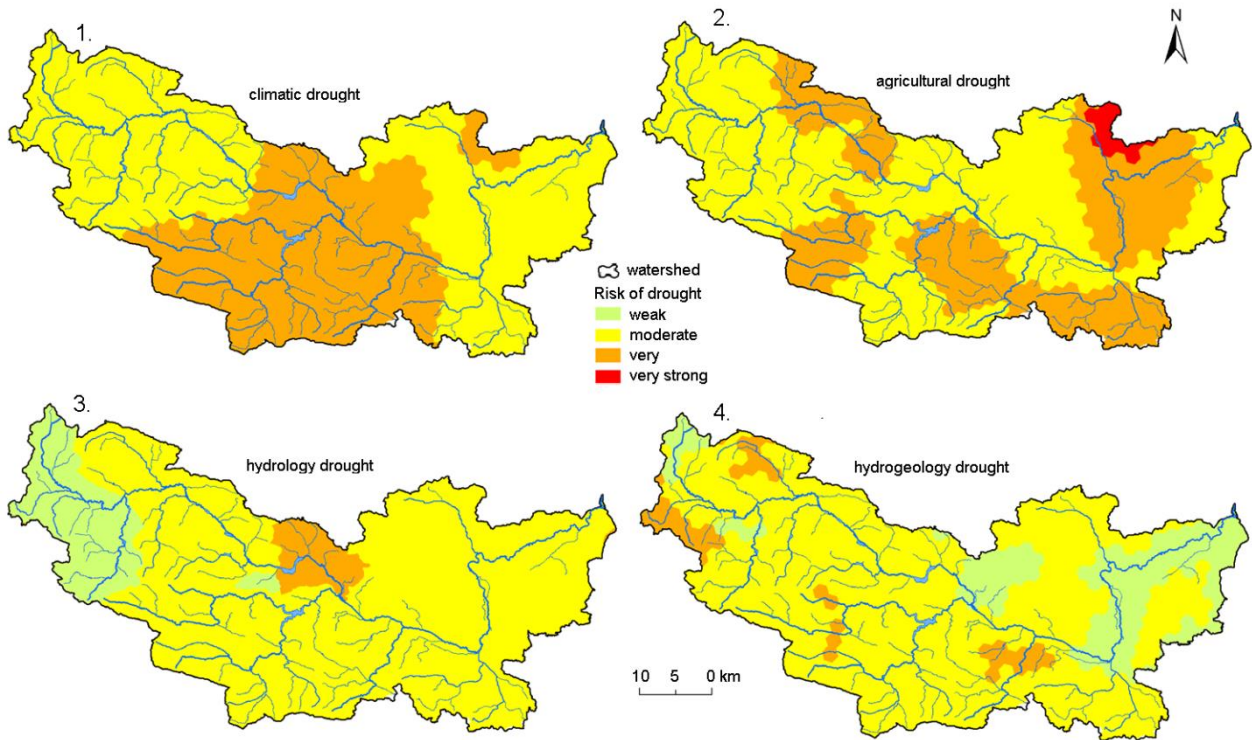 1.
climatic drought
2.
agricultural drought
N
watershed
Risk of drought
weak
moderate
very
very strong
3.
hydrology drought
4.
hydrogeology drought
10 5 0 km